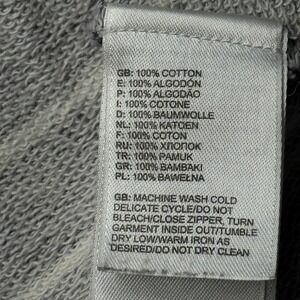 GB: 100% COTTON
E: 100% ALGODÓN
P: 100% ALGODÃO
I: 100% COTONE
D: 100% BAUMWOLLE
NL: 100% KATOEN
F: 100% COTON
RU: 100% ХЛОПОК
TR: 100% PAMUK
GR: 100% BAMBAKI
PL: 100% BAWEŁNA
GB: MACHINE WASH COLD
DELICATE CYCLE/DO NOT
BLEACH/CLOSE ZIPPER, TURN
GARMENT INSIDE OUT/TUMBLE
DRY LOW/WARM IRON AS
DESIRED/DO NOT DRY CLEAN